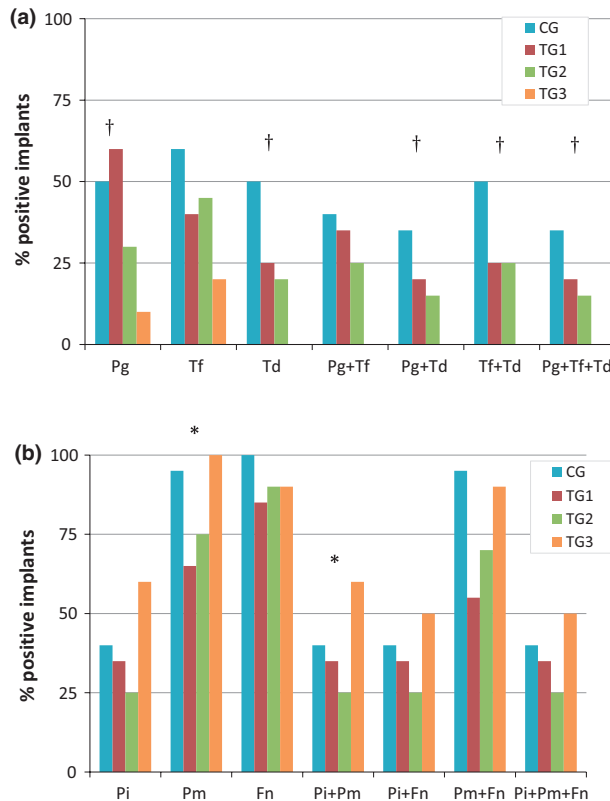 (a)
100
75
50
25
0
% positive implants
CG
TG1
TG2
TG3
† † † † †
Pg Tf Td Pg+Tf Pg+Td Tf+Td Pg+Tf+Td
(b)
100
75
50
25
0
% positive implants
CG
TG1
TG2
TG3
* *
Pi Pm Fn Pi+Pm Pi+Fn Pm+Fn Pi+Pm+Fn